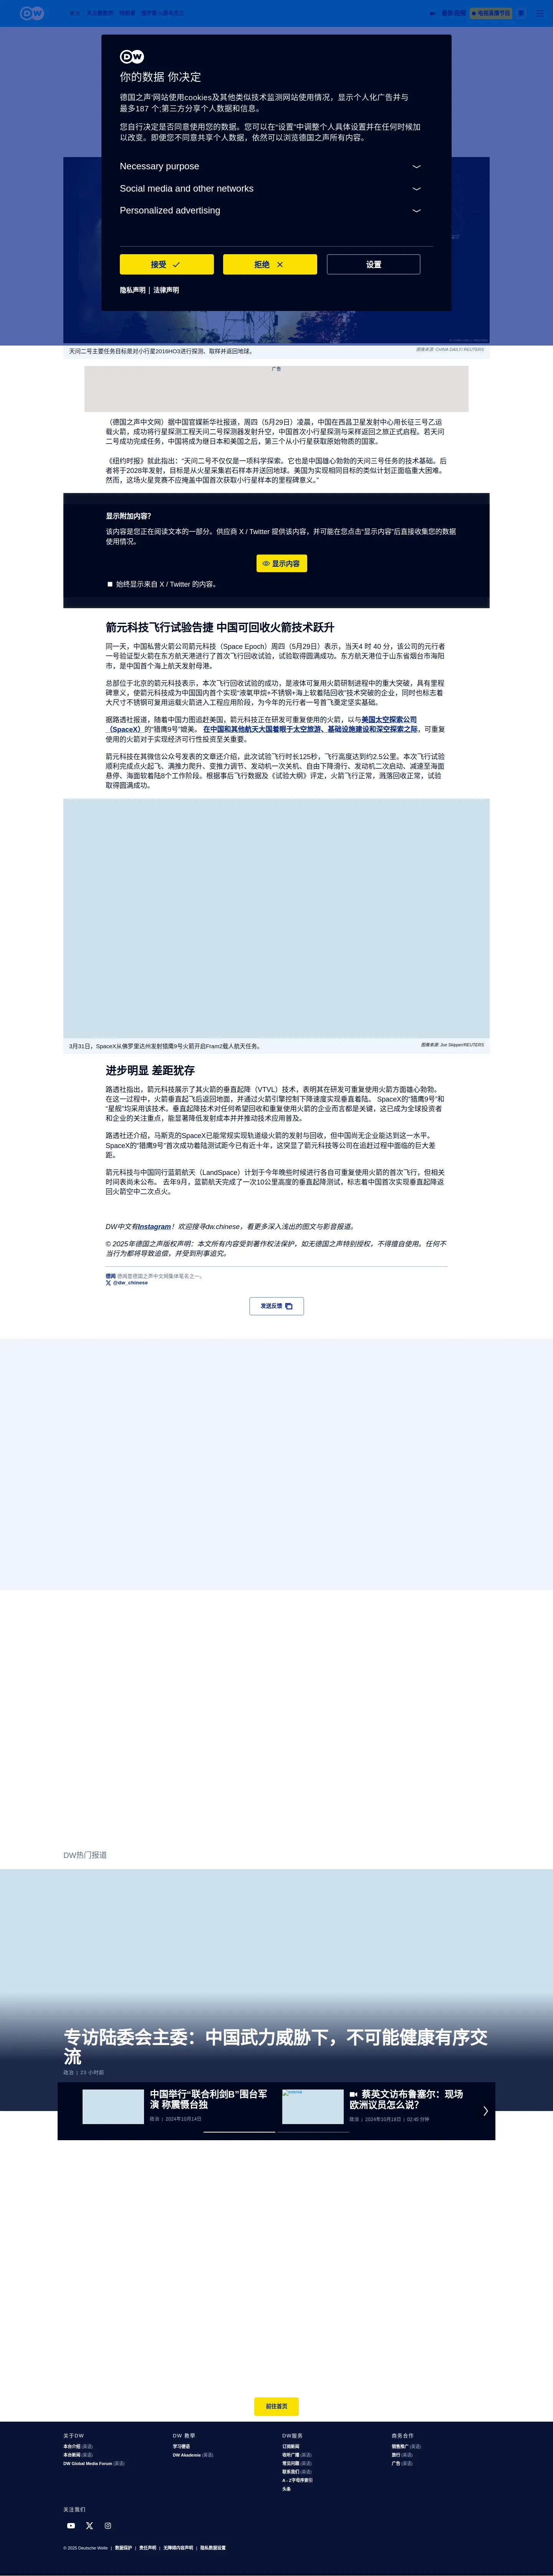 DW
最新视频
电视直播节目
你的数据 你决定
德国之声'网站使用cookies及其他类似技术监测网站使用情况，显示个人化广告并与
最多187 个;第三方分享个人数据和信息。
您自行决定是否同意使用您的数据。您可以在“设置”中调整个人具体设置并在任何时候加
以改变。即便您不同意共享个人数据，依然可以浏览德国之声所有内容。
Necessary purpose
Social media and other networks
Personalized advertising
接受
拒绝
设置
隐私声明 | 法律声明
天问二号主要任务目标是对小行星2016HO3进行探测、取样并返回地球。
图像来源: CHINA DAILY/ REUTERS
广告
（德国之声中文网）据中国官媒新华社报道，周四（5月29日）凌晨，中国在西昌卫星发射中心用长征三号乙运
载火箭，成功将行星探测工程天问二号探测器发射升空，中国首次小行星探测与采样返回之旅正式启程。若天问
二号成功完成任务，中国将成为继日本和美国之后，第三个从小行星获取原始物质的国家。
《纽约时报》就此指出：“天问二号不仅仅是一项科学探索。它也是中国雄心勃勃的天问三号任务的技术基础。后
者将于2028年发射，目标是从火星采集岩石样本并送回地球。美国为实现相同目标的类似计划正面临重大困难。
然而，这场火星竞赛不应掩盖中国首次获取小行星样本的里程碑意义。”
显示附加内容？
该内容是您正在阅读文本的一部分。供应商 X / Twitter 提供该内容，并可能在您点击“显示内容”后接收集您的数据
使用情况。
显示内容
始终显示来自 X / Twitter 的内容。
箭元科技飞行试验告捷 中国可回收火箭技术跃升
同一天，中国私营火箭公司箭元科技（Space Epoch）周四（5月29日）表示，当天4 时 40 分，该公司的元行者
一号验证型火箭在东方航天港进行了首次飞行回收试验，试验取得圆满成功。东方航天港位于山东省烟台市海阳
市，是中国首个海上航天发射母港。
总部位于北京的箭元科技表示，本次飞行回收试验的成功，是液体可复用火箭研制进程中的重大突破，具有里程
碑意义，使箭元科技成为中国国内首个实现“液氧甲烷+不锈钢+海上软着陆回收”技术突破的企业，同时也标志着
大尺寸不锈钢可复用运载火箭进入工程应用阶段，为今年的元行者一号首飞稳定坚实基础。
据路透社报道，随着中国力图追赶美国，箭元科技正在研发可重复使用的火箭，以与美国太空探索公司
（SpaceX）的“猎鹰9号”媲美。 在中国和其他航天大国着眼于太空旅游、基础设施建设和深空探索之际，可重复
使用的火箭对于实现经济性航天投资至关重要。
箭元科技在其微信公众号发表的文章还介绍，此次试验飞行时长125秒，飞行高度达到约2.5公里。本次飞行试验
顺利完成点火起飞、满推力爬升、变推力调节、发动机一次关机、自由下降滑行、发动机二次启动、减速至海面
悬停、海面软着陆8个工作阶段。根据事后飞行数据及《试验大纲》评定，火箭飞行正常，溅落回收正常，试验
取得圆满成功。
3月31日，SpaceX从佛罗里达州发射猎鹰9号火箭开启Fram2载人航天任务。
图像来源: Joe Skipper/REUTERS
进步明显 差距犹存
路透社指出，箭元科技展示了其火箭的垂直起降（VTVL）技术，表明其在研发可重复使用火箭方面雄心勃勃。
在这一过程中，火箭垂直起飞后返回地面，并通过火箭引擎控制下降速度实现垂直着陆。 SpaceX的“猎鹰9号”和
“星舰”均采用该技术。垂直起降技术对任何希望回收和重复使用火箭的企业而言都是关键，这已成为全球投资者
和企业的关注重点，能显著降低发射成本并并推动技术应用普及。
路透社还介绍，马斯克的SpaceX已能常规实现轨道级火箭的发射与回收，但中国尚无企业能达到这一水平。
SpaceX的“猎鹰9号”首次成功着陆测试距今已有近十年，这突显了箭元科技等公司在追赶过程中面临的巨大差
距。
箭元科技与中国同行蓝箭航天（LandSpace）计划于今年晚些时候进行各自可重复使用火箭的首次飞行，但相关
时间表尚未公布。 去年9月，蓝箭航天完成了一次10公里高度的垂直起降测试，标志着中国首次实现垂直起降返
回火箭空中二次点火。
DW中文有Instagram！欢迎搜寻dw.chinese，看更多深入浅出的图文与影音报道。
© 2025年德国之声版权声明：本文所有内容受到著作权法保护，如无德国之声特别授权，不得擅自使用。任何不
当行为都将导致追偿，并受到刑事追究。
德闻 德闻是德国之声中文网集体笔名之一。
@dw_chinese
发送反馈
DW热门报道
专访陆委会主委：中国武力威胁下，不可能健康有序交
流
政治 | 23 小时前
中国举行“联合利剑B”围台军
演 称震慑台独
政治 | 2024年10月14日
蔡英文访布鲁塞尔：现场
欧洲议员怎么说？
政治 | 2024年10月18日 | 02:45 分钟
前往首页
关于DW
本台介绍 (英语)
本台新闻 (英语)
DW Global Media Forum (英语)
DW 教学
学习德语
DW Akademie (英语)
DW服务
订阅新闻
收听广播 (英语)
常见问题 (英语)
联系我们 (英语)
A - Z字母序索引
头条
商务合作
销售推广 (英语)
旅行 (英语)
广告 (英语)
关注我们
© 2025 Deutsche Welle | 数据保护 | 责任声明 | 无障碍内容声明 | 隐私数据设置